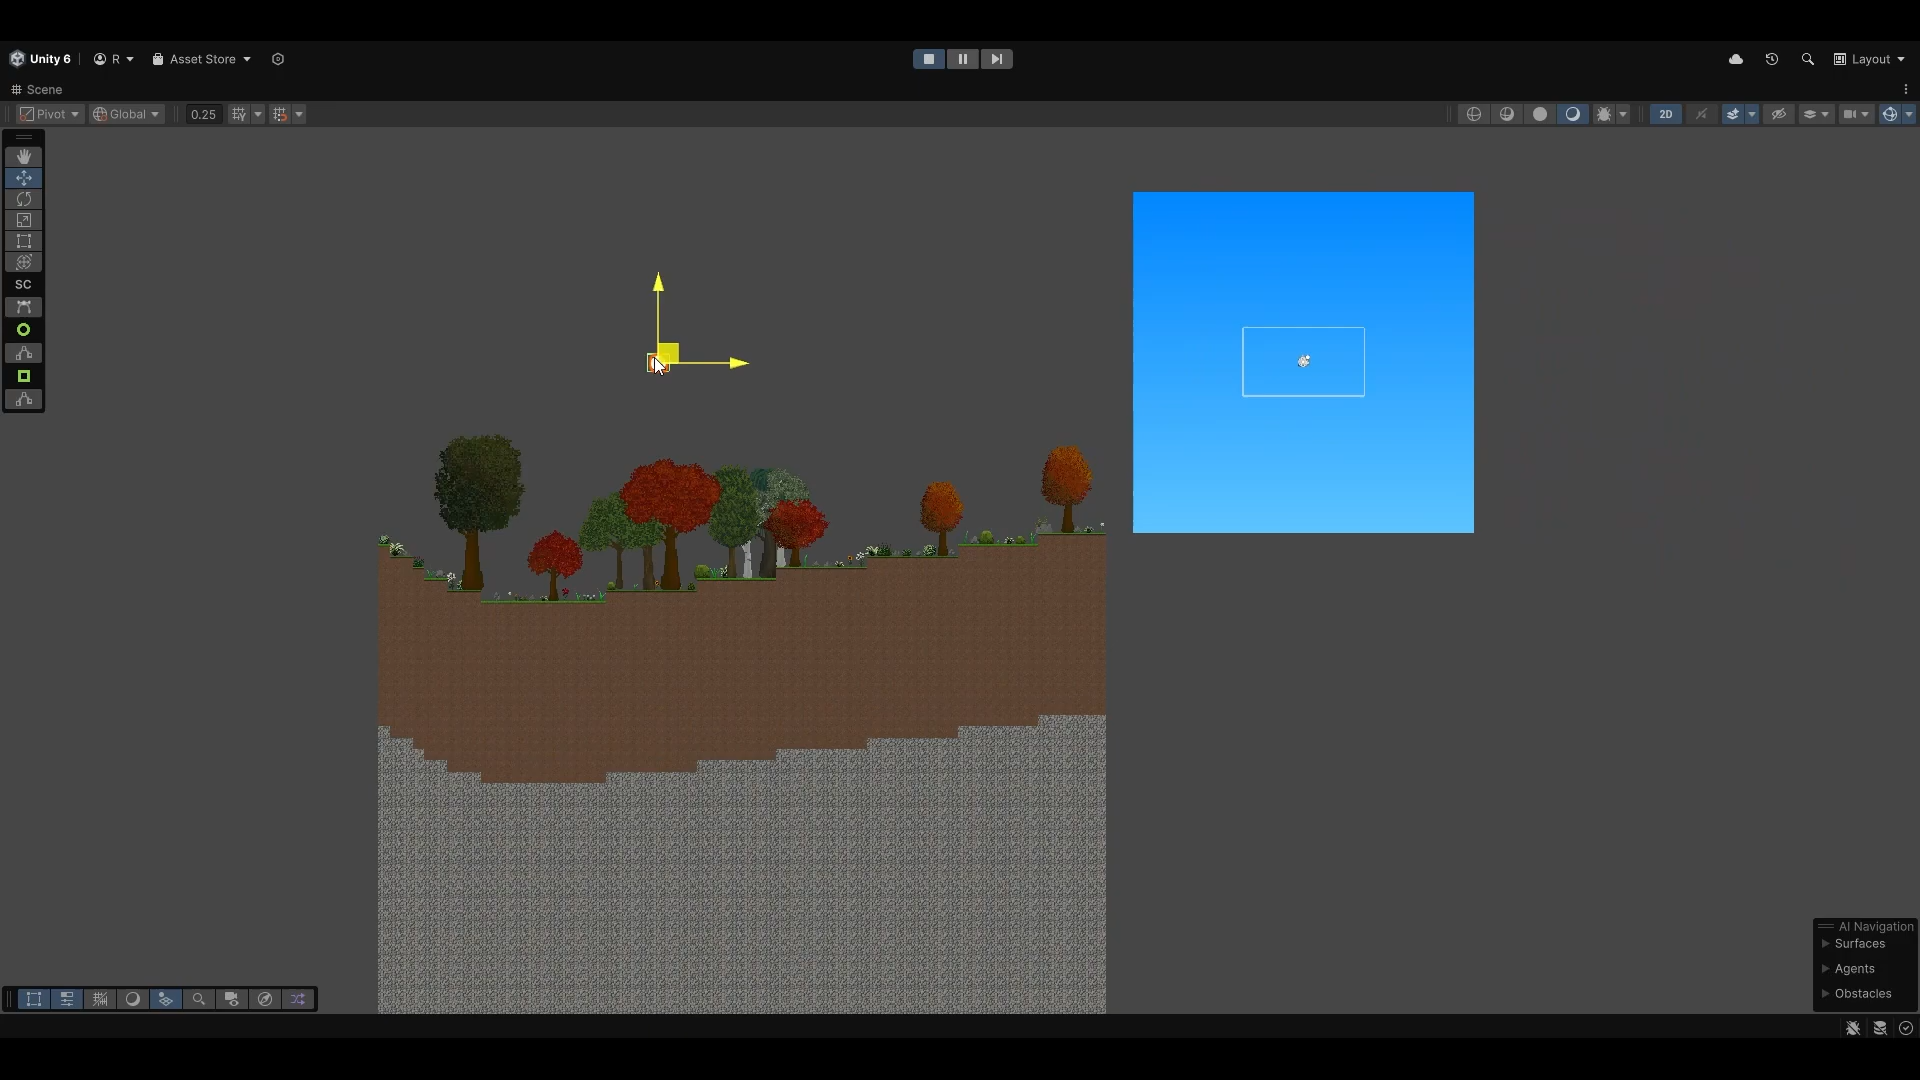 Unity 6 R Asset Store Layout
Scene
Pivot Global 0.25 2D
SC
AI Navigation
Surfaces
Agents
Obstacles